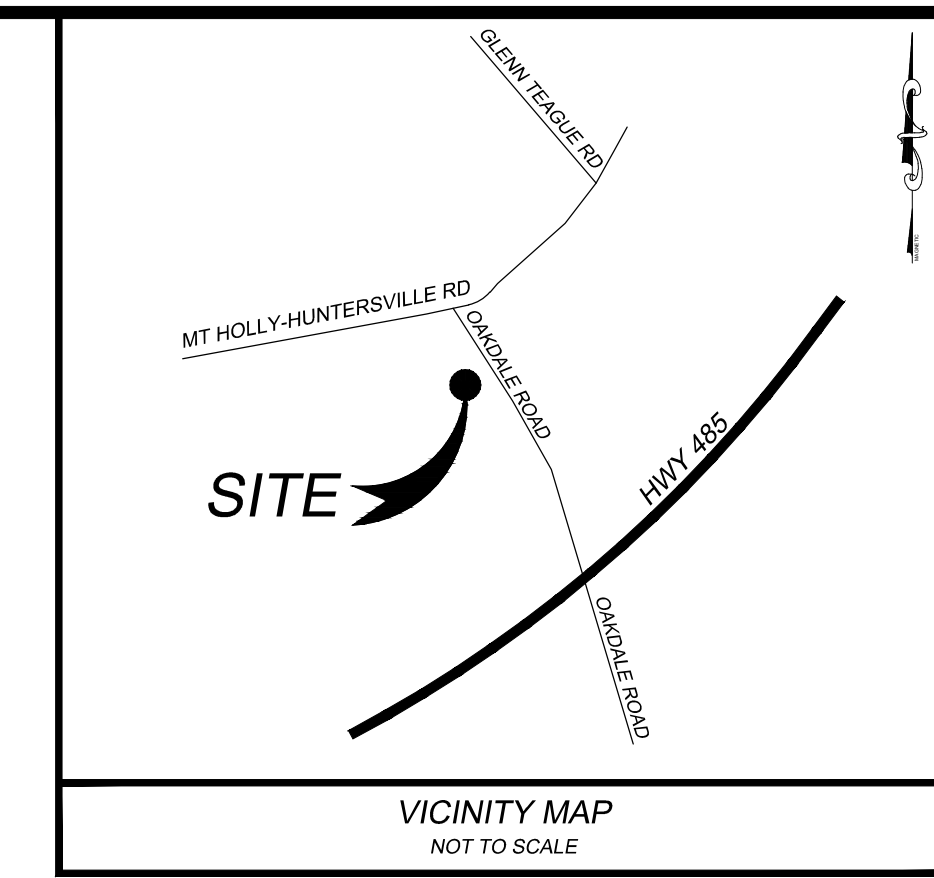 GLENN TEAGUE RD
MAGNETIC
MT HOLLY-HUNTERSVILLE RD
OAKDALE ROAD
HWY 485
SITE
OAKDALE ROAD
VICINITY MAP
NOT TO SCALE